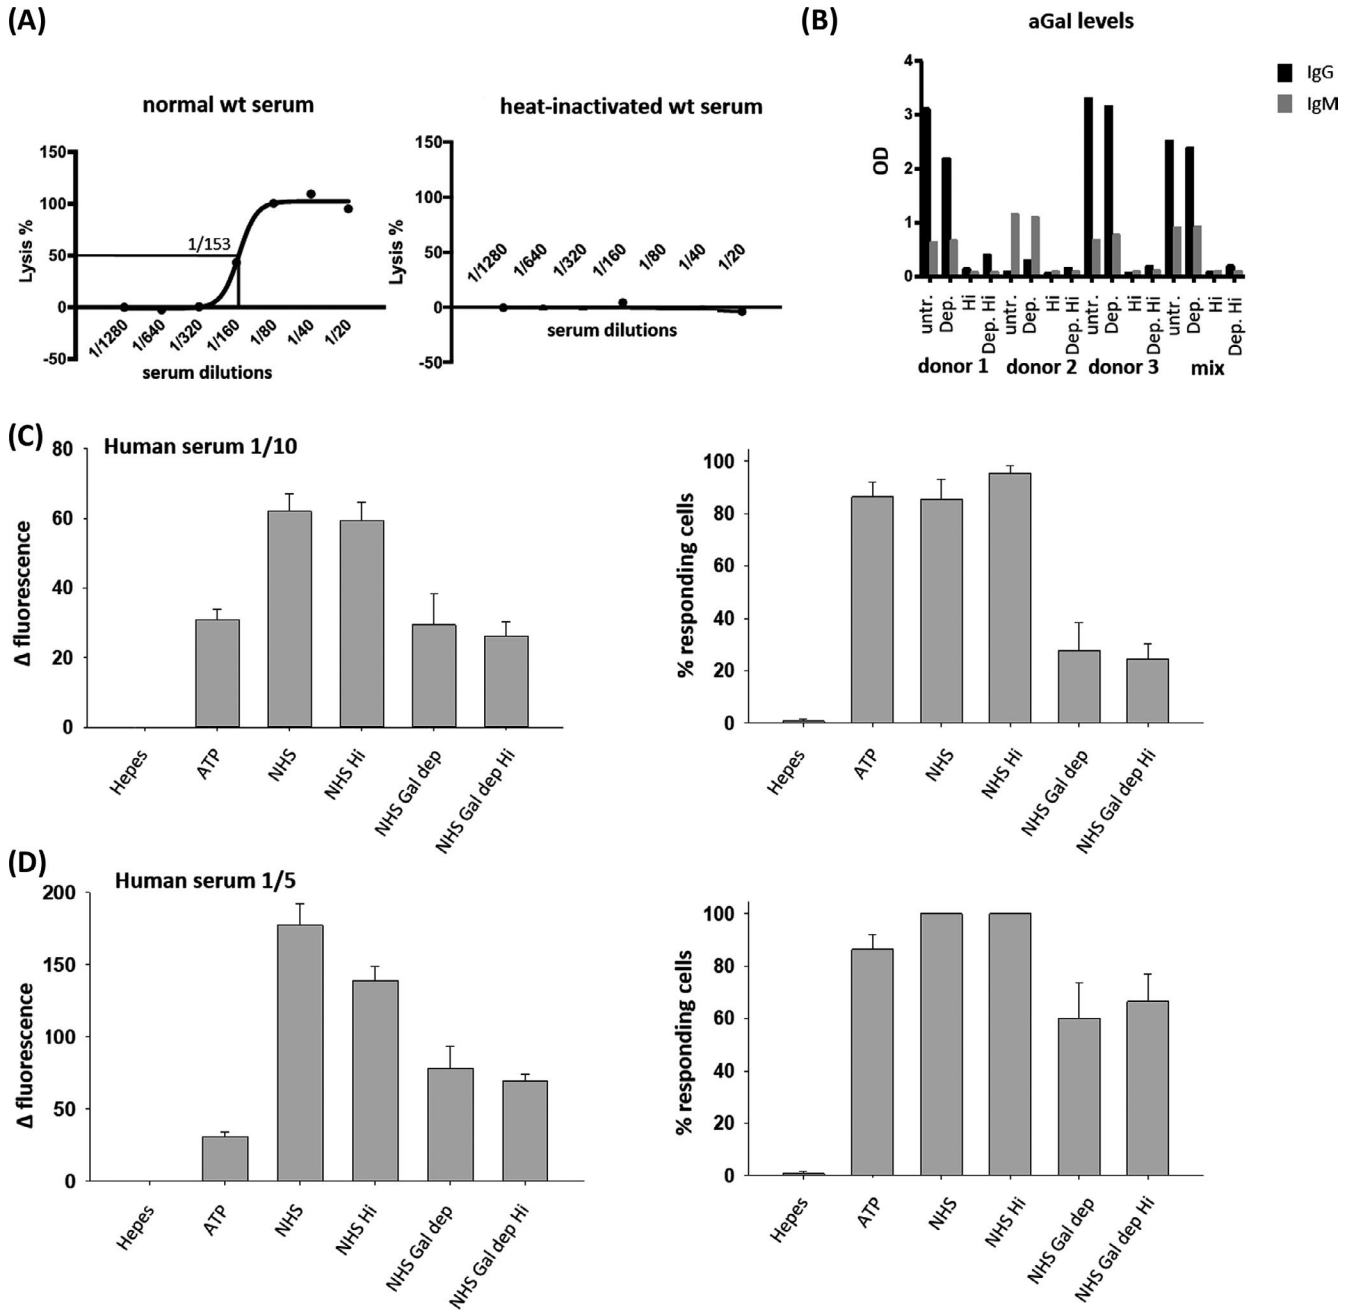 (A)
normal wt serum
Lysis %
150
100
50
0
-50
1/153
1/1280
1/640
1/320
1/160
1/80
1/40
1/20
serum dilutions
heat-inactivated wt serum
Lysis %
150
100
50
0
-50
1/1280
1/640
1/320
1/160
1/80
1/40
1/20
serum dilutions
(B)
aGal levels
OD
4
3
2
1
0
IgG
IgM
untr.
Dep.
Hi
Dep. Hi
untr.
Dep.
Hi
Dep. Hi
untr.
Dep.
Hi
Dep. Hi
untr.
Dep.
Hi
Dep. Hi
donor 1
donor 2
donor 3
mix
(C)
Human serum 1/10
Δ fluorescence
80
60
40
20
0
Hepes
ATP
NHS
NHS Hi
NHS Gal dep
NHS Gal dep Hi
% responding cells
100
80
60
40
20
0
Hepes
ATP
NHS
NHS Hi
NHS Gal dep
NHS Gal dep Hi
(D)
Human serum 1/5
Δ fluorescence
200
150
100
50
0
Hepes
ATP
NHS
NHS Hi
NHS Gal dep
NHS Gal dep Hi
% responding cells
100
80
60
40
20
0
Hepes
ATP
NHS
NHS Hi
NHS Gal dep
NHS Gal dep Hi